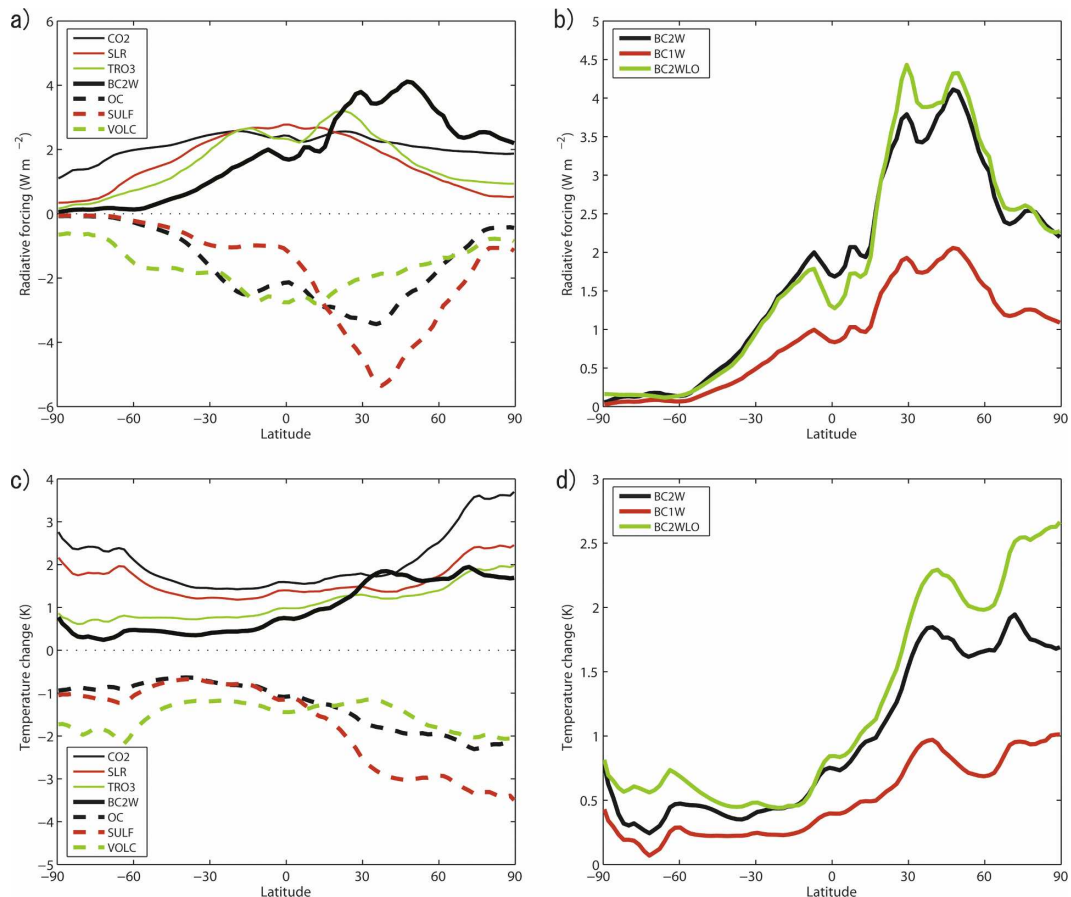 a)
Radiative forcing (W m −2)
6
4
2
0
−2
−4
−6
CO2
SLR
TRO3
BC2W
OC
SULF
VOLC
−90 −60 −30 0 30 60 90
Latitude
b)
Radiative forcing (W m −2)
5
4.5
4
3.5
3
2.5
2
1.5
1
0.5
0
BC2W
BC1W
BC2WLO
−90 −60 −30 0 30 60 90
Latitude
c)
Temperature change (K)
4
3
2
1
0
−1
−2
−3
−4
−5
CO2
SLR
TRO3
BC2W
OC
SULF
VOLC
−90 −60 −30 0 30 60 90
Latitude
d)
Temperature change (K)
3
2.5
2
1.5
1
0.5
0
BC2W
BC1W
BC2WLO
−90 −60 −30 0 30 60 90
Latitude